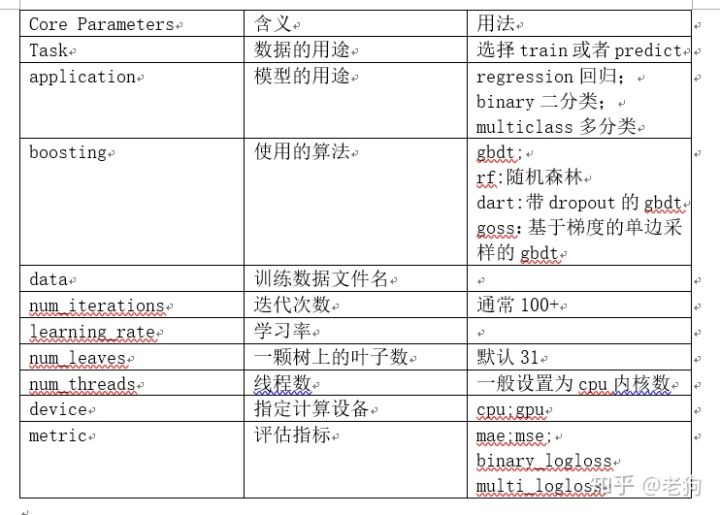 Core Parameters 含义 用法
Task 数据的用途 选择 train 或者 predict
application 模型的用途 regression 回归；
binary 二分类；
multiclass 多分类
boosting 使用的算法 gbdt;
rf:随机森林
dart:带 dropout 的 gbdt
goss：基于梯度的单边采
样的 gbdt
data 训练数据文件名
num_iterations 迭代次数 通常 100+
learning_rate 学习率
num_leaves 一颗树上的叶子数 默认 31
num_threads 线程数 一般设置为 cpu 内核数
device 指定计算设备 cpu;gpu
metric 评估指标 mae;mse;
binary_logloss
multi_logloss
知乎 @老狗